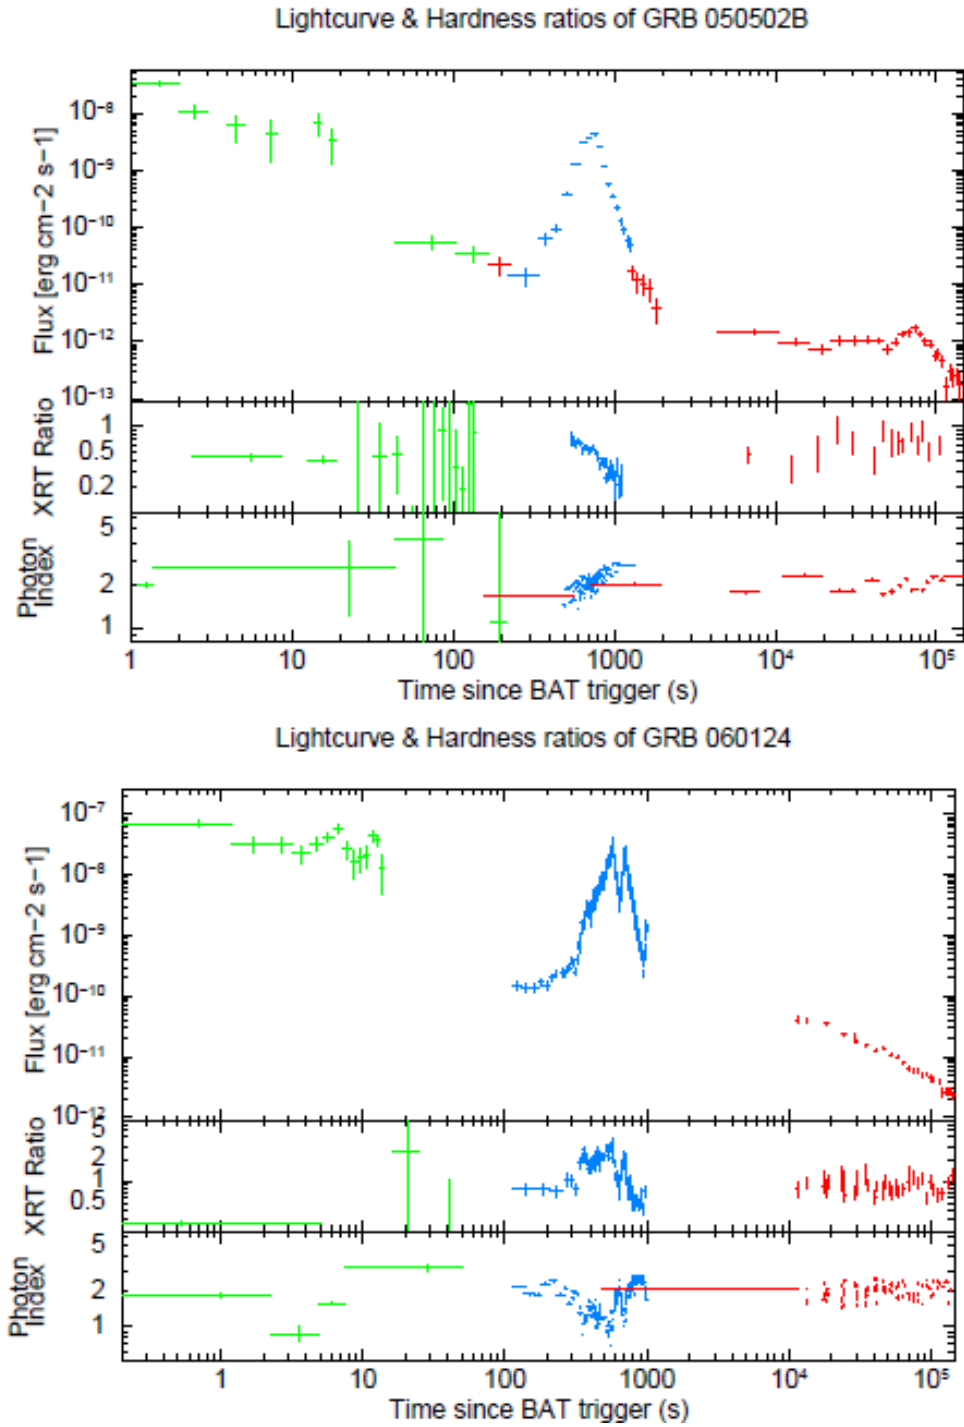 Lightcurve & Hardness ratios of GRB 050502B
Flux [erg cm−2 s−1]
10⁻⁸
10⁻⁹
10⁻¹⁰
10⁻¹¹
10⁻¹²
10⁻¹³
XRT Ratio
1
0.5
0.2
Photon
Index
5
2
1
1 10 100 1000 10⁴ 10⁵
Time since BAT trigger (s)
Lightcurve & Hardness ratios of GRB 060124
Flux [erg cm−2 s−1]
10⁻⁷
10⁻⁸
10⁻⁹
10⁻¹⁰
10⁻¹¹
10⁻¹²
XRT Ratio
5
2
1
0.5
Photon
Index
5
2
1
1 10 100 1000 10⁴ 10⁵
Time since BAT trigger (s)